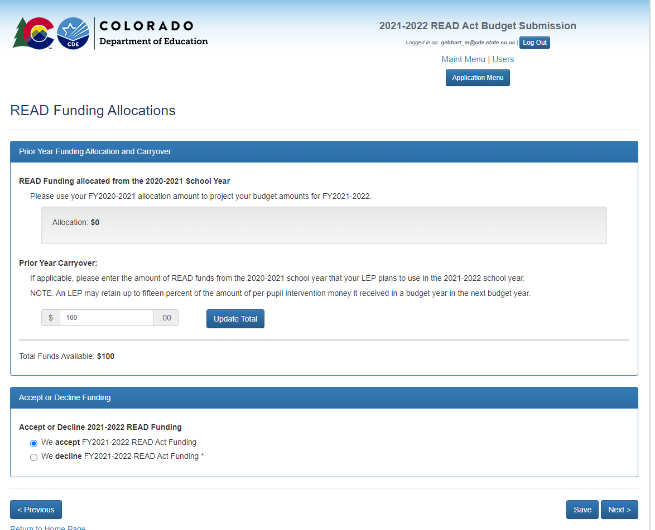 COLORADO
Department of Education
CDE
2021-2022 READ Act Budget Submission
Logged in as: gebhart_m@cde.state.co.us | Log Out
Maint Menu | Users
Application Menu
READ Funding Allocations
Prior Year Funding Allocation and Carryover
READ Funding allocated from the 2020-2021 School Year
Please use your FY2020-2021 allocation amount to project your budget amounts for FY2021-2022.
Allocation: $0
Prior Year Carryover:
If applicable, please enter the amount of READ funds from the 2020-2021 school year that your LEP plans to use in the 2021-2022 school year.
NOTE: An LEP may retain up to fifteen percent of the amount of per-pupil intervention money it received in a budget year in the next budget year.
$ 100 .00 Update Total
Total Funds Available: $100
Accept or Decline Funding
Accept or Decline 2021-2022 READ Funding
We accept FY2021-2022 READ Act Funding
We decline FY2021-2022 READ Act Funding *
< Previous Save Next >
Return to Home Page